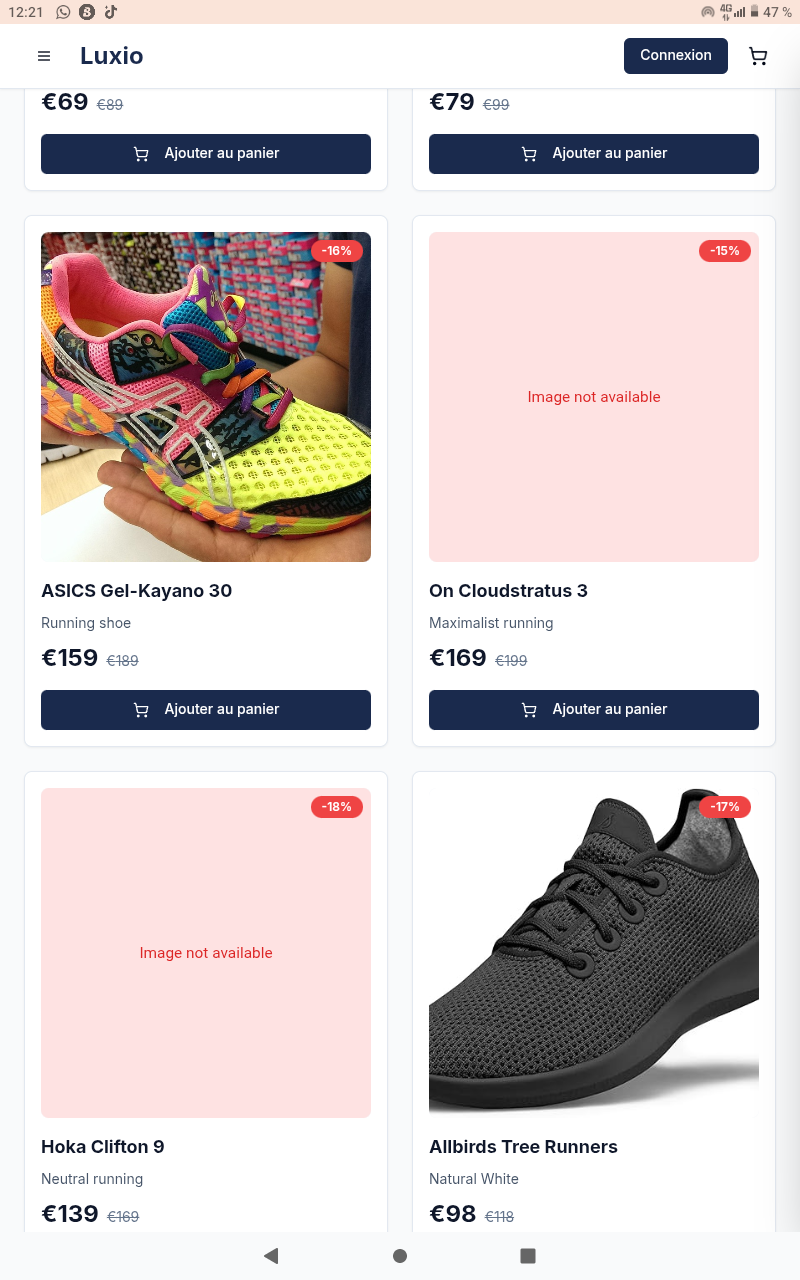 12:21 4G 47 %
Luxio
Connexion
€69 €89
€79 €99
Ajouter au panier
Ajouter au panier
-16%
-15%
Image not available
ASICS Gel-Kayano 30
Running shoe
€159 €189
Ajouter au panier
On Cloudstratus 3
Maximalist running
€169 €199
Ajouter au panier
-18%
Image not available
-17%
Hoka Clifton 9
Neutral running
€139 €169
Allbirds Tree Runners
Natural White
€98 €118